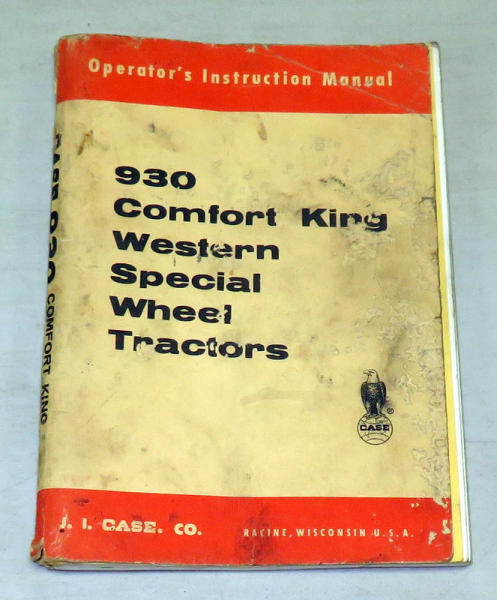 Operator's Instruction Manual
930
Comfort King
Western
Special
Wheel
Tractors
CASE 930 COMFORT KING
CASE
®
J. I. CASE. CO.
RACINE, WISCONSIN U.S.A.